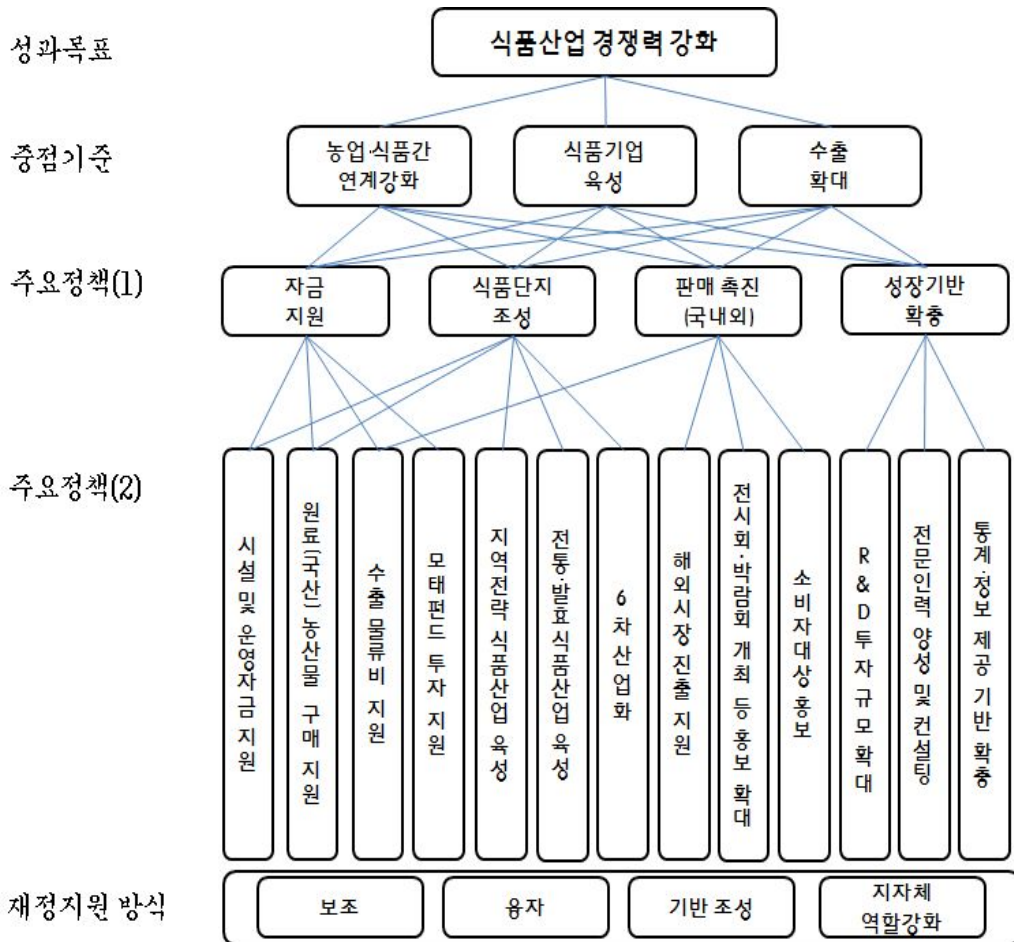 성과목표
식품산업 경쟁력 강화
중점기준
농업·식품간
연계강화
식품기업
육성
수출
확대
주요정책(1)
자금
지원
식품단지
조성
판매 촉진
(국내외)
성장기반
확충
주요정책(2)
시설 및 운영자금 지원
원료(국산) 농산물 구매 지원
수출 물류비 지원
모태펀드 투자 지원
지역전략 식품산업 육성
전통·발효 식품산업 육성
6차 산업화
해외시장 진출 지원
전시회·박람회 개최 등 홍보 확대
소비자대상 홍보
R&D투자규모확대
전문인력 양성 및 컨설팅
통계·정보 제공 기반 확충
재정지원 방식
보조
융자
기반 조성
지자체
역할강화